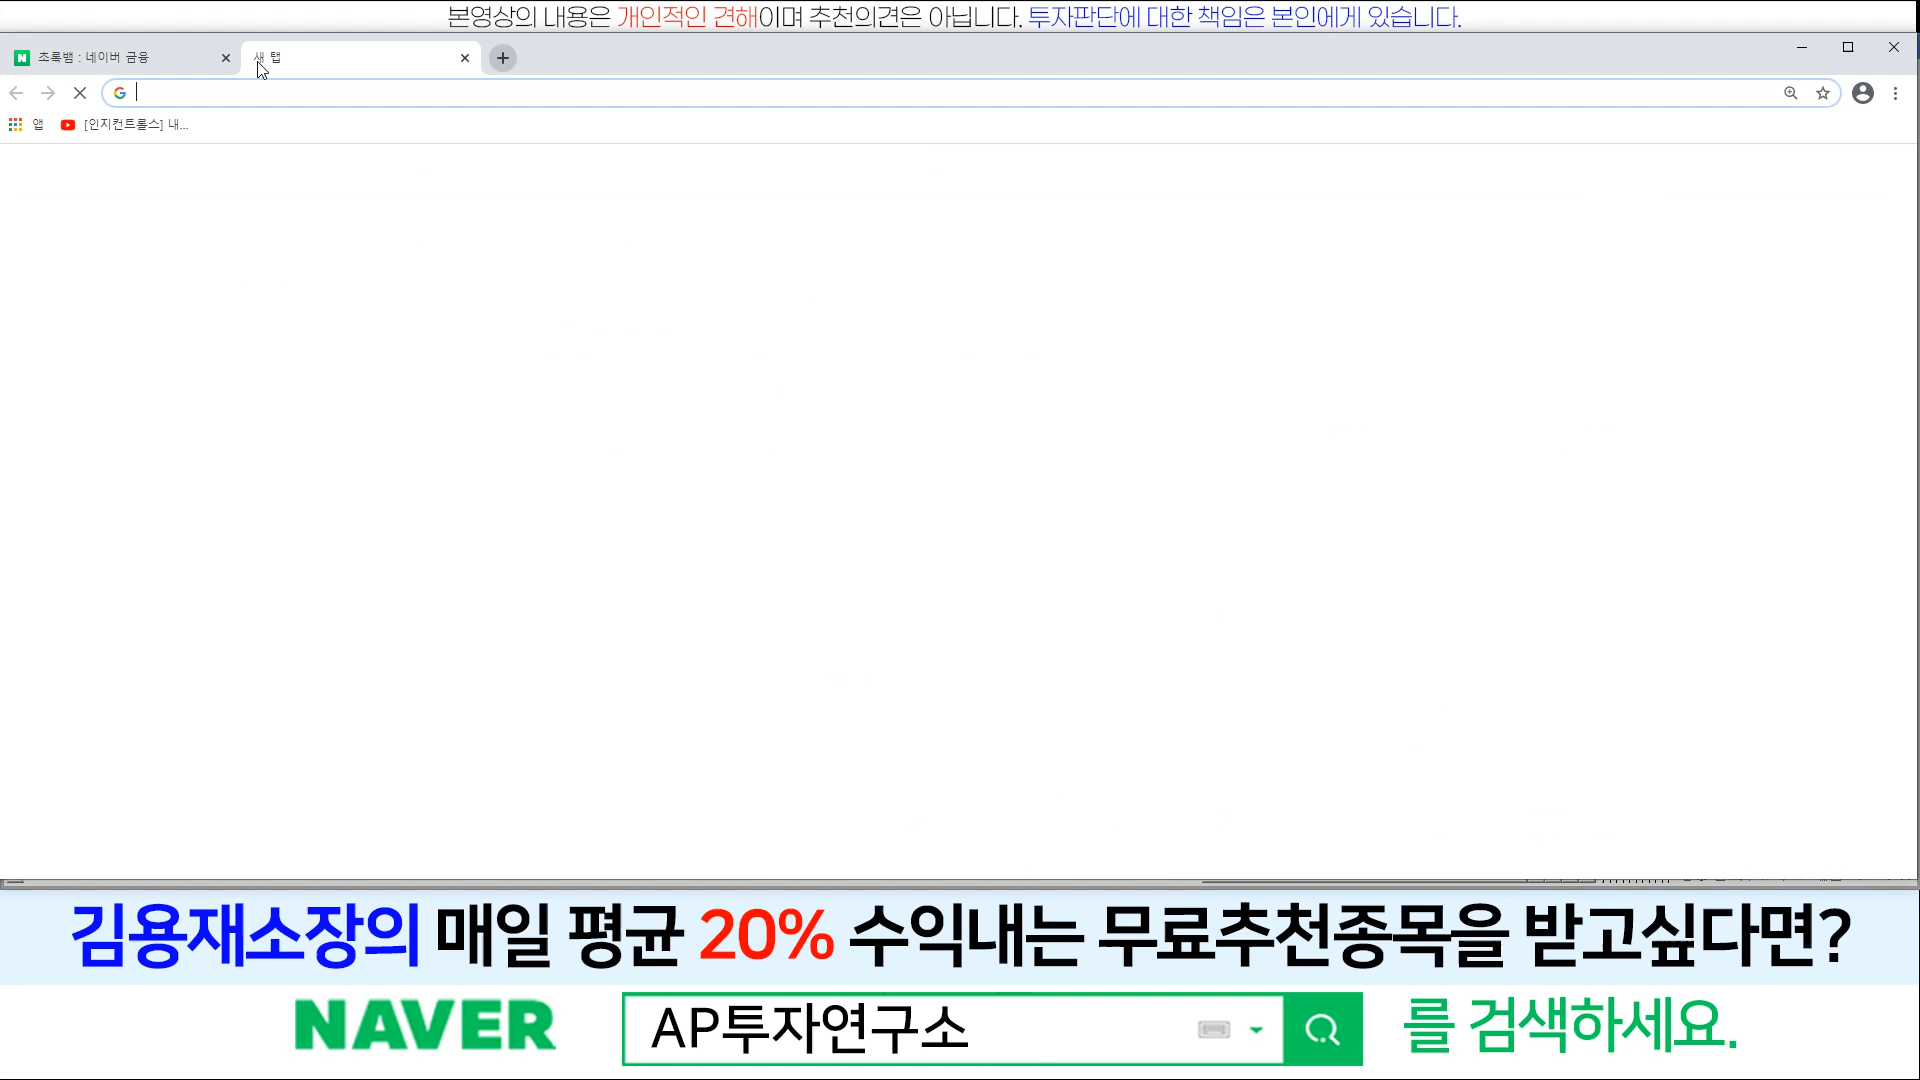 본영상의 내용은 개인적인 견해이며 추천의견은 아닙니다. 투자판단에 대한 책임은 본인에게 있습니다.
초록뱀 : 네이버 금융
새 탭
앱
[인지컨트롤스] 내...
김용재소장의 매일 평균 20% 수익내는 무료추천종목을 받고싶다면?
NAVER AP투자연구소 를 검색하세요.